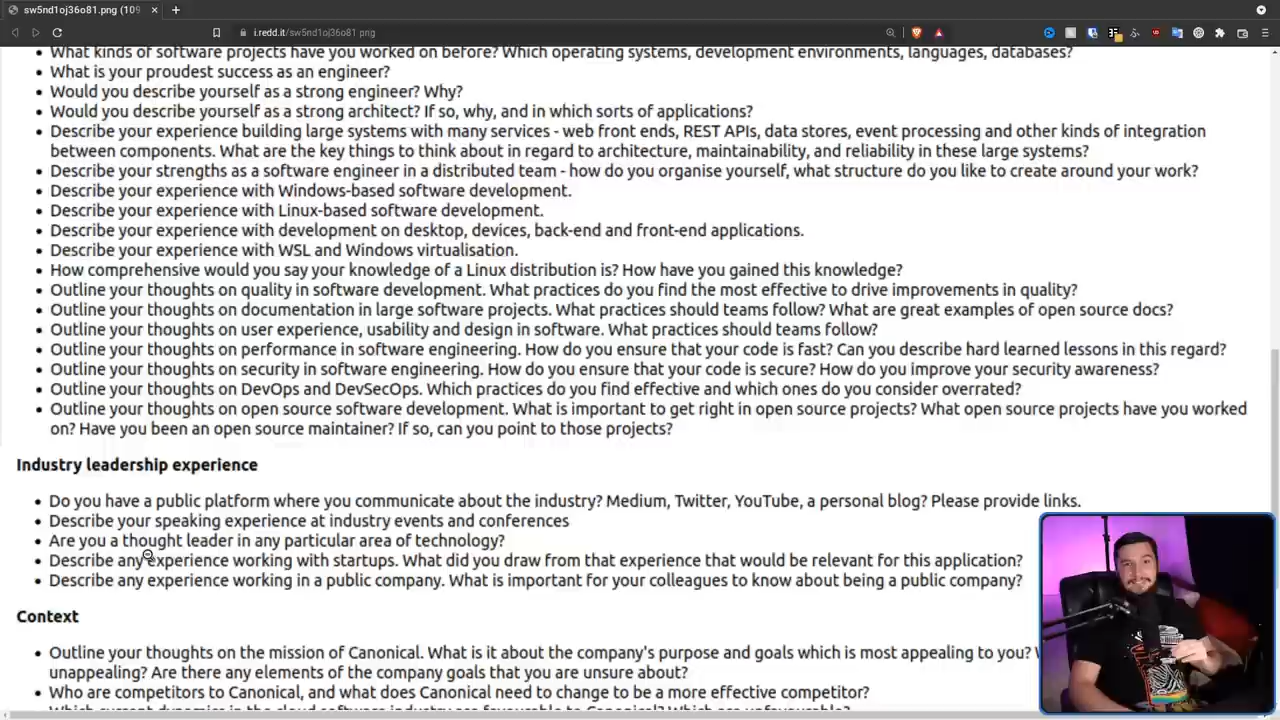 sw5nd1oj36o81.png (109
i.redd.it/sw5nd1oj36o81 png
What kinds of software projects have you worked on before? Which operating systems, development environments, languages, databases?
What is your proudest success as an engineer?
Would you describe yourself as a strong engineer? Why?
Would you describe yourself as a strong architect? If so, why, and in which sorts of applications?
Describe your experience building large systems with many services - web front ends, REST APIs, data stores, event processing and other kinds of integration
between components. What are the key things to think about in regard to architecture, maintainability, and reliability in these large systems?
Describe your strengths as a software engineer in a distributed team - how do you organise yourself, what structure do you like to create around your work?
Describe your experience with Windows-based software development.
Describe your experience with Linux-based software development.
Describe your experience with development on desktop, devices, back-end and front-end applications.
Describe your experience with WSL and Windows virtualisation.
How comprehensive would you say your knowledge of a Linux distribution is? How have you gained this knowledge?
Outline your thoughts on quality in software development. What practices do you find the most effective to drive improvements in quality?
Outline your thoughts on documentation in large software projects. What practices should teams follow? What are great examples of open source docs?
Outline your thoughts on user experience, usability and design in software. What practices should teams follow?
Outline your thoughts on performance in software engineering. How do you ensure that your code is fast? Can you describe hard learned lessons in this regard?
Outline your thoughts on security in software engineering. How do you ensure that your code is secure? How do you improve your security awareness?
Outline your thoughts on DevOps and DevSecOps. Which practices do you find effective and which ones do you consider overrated?
Outline your thoughts on open source software development. What is important to get right in open source projects? What open source projects have you worked
on? Have you been an open source maintainer? If so, can you point to those projects?
Industry leadership experience
Do you have a public platform where you communicate about the industry? Medium, Twitter, YouTube, a personal blog? Please provide links.
Describe your speaking experience at industry events and conferences
Are you a thought leader in any particular area of technology?
Describe any experience working with startups. What did you draw from that experience that would be relevant for this application?
Describe any experience working in a public company. What is important for your colleagues to know about being a public company?
Context
Outline your thoughts on the mission of Canonical. What is it about the company's purpose and goals which is most appealing to you?
unappealing? Are there any elements of the company goals that you are unsure about?
Who are competitors to Canonical, and what does Canonical need to change to be a more effective competitor?
Which current dynamics in the cloud software industry are favourable to Canonical? Which are unfavourable?